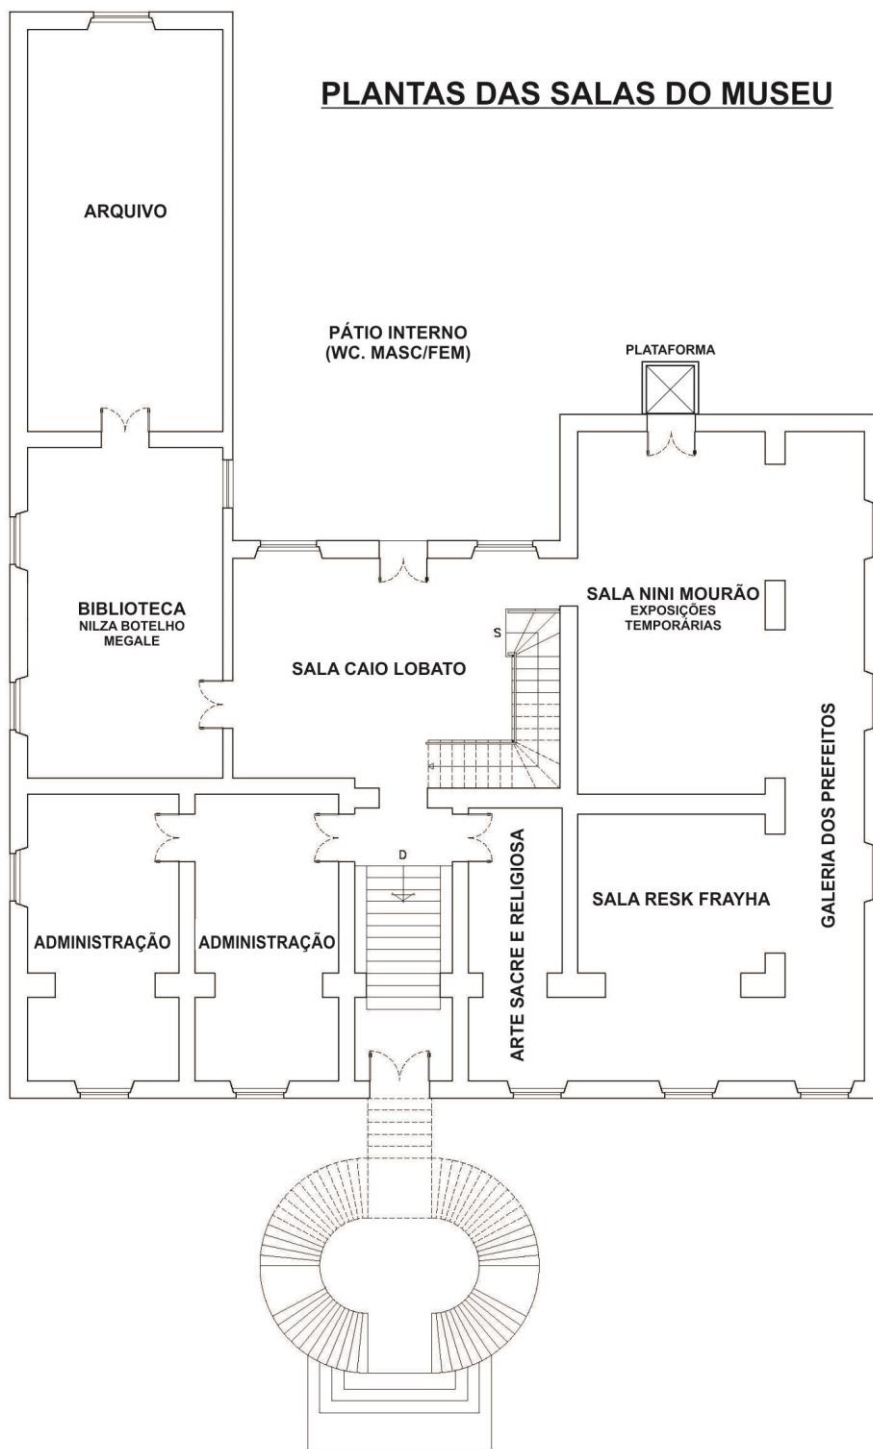 PLANTAS DAS SALAS DO MUSEU
ARQUIVO
PÁTIO INTERNO
(WC. MASC/FEM)
PLATAFORMA
BIBLIOTECA
NILZA BOTELHO
MEGALE
SALA CAIO LOBATO
S
SALA NINI MOURÃO
EXPOSIÇÕES
TEMPORÁRIAS
GALERIA DOS PREFEITOS
D
ADMINISTRAÇÃO
ADMINISTRAÇÃO
ARTE SACRE E RELIGIOSA
SALA RESK FRAYHA